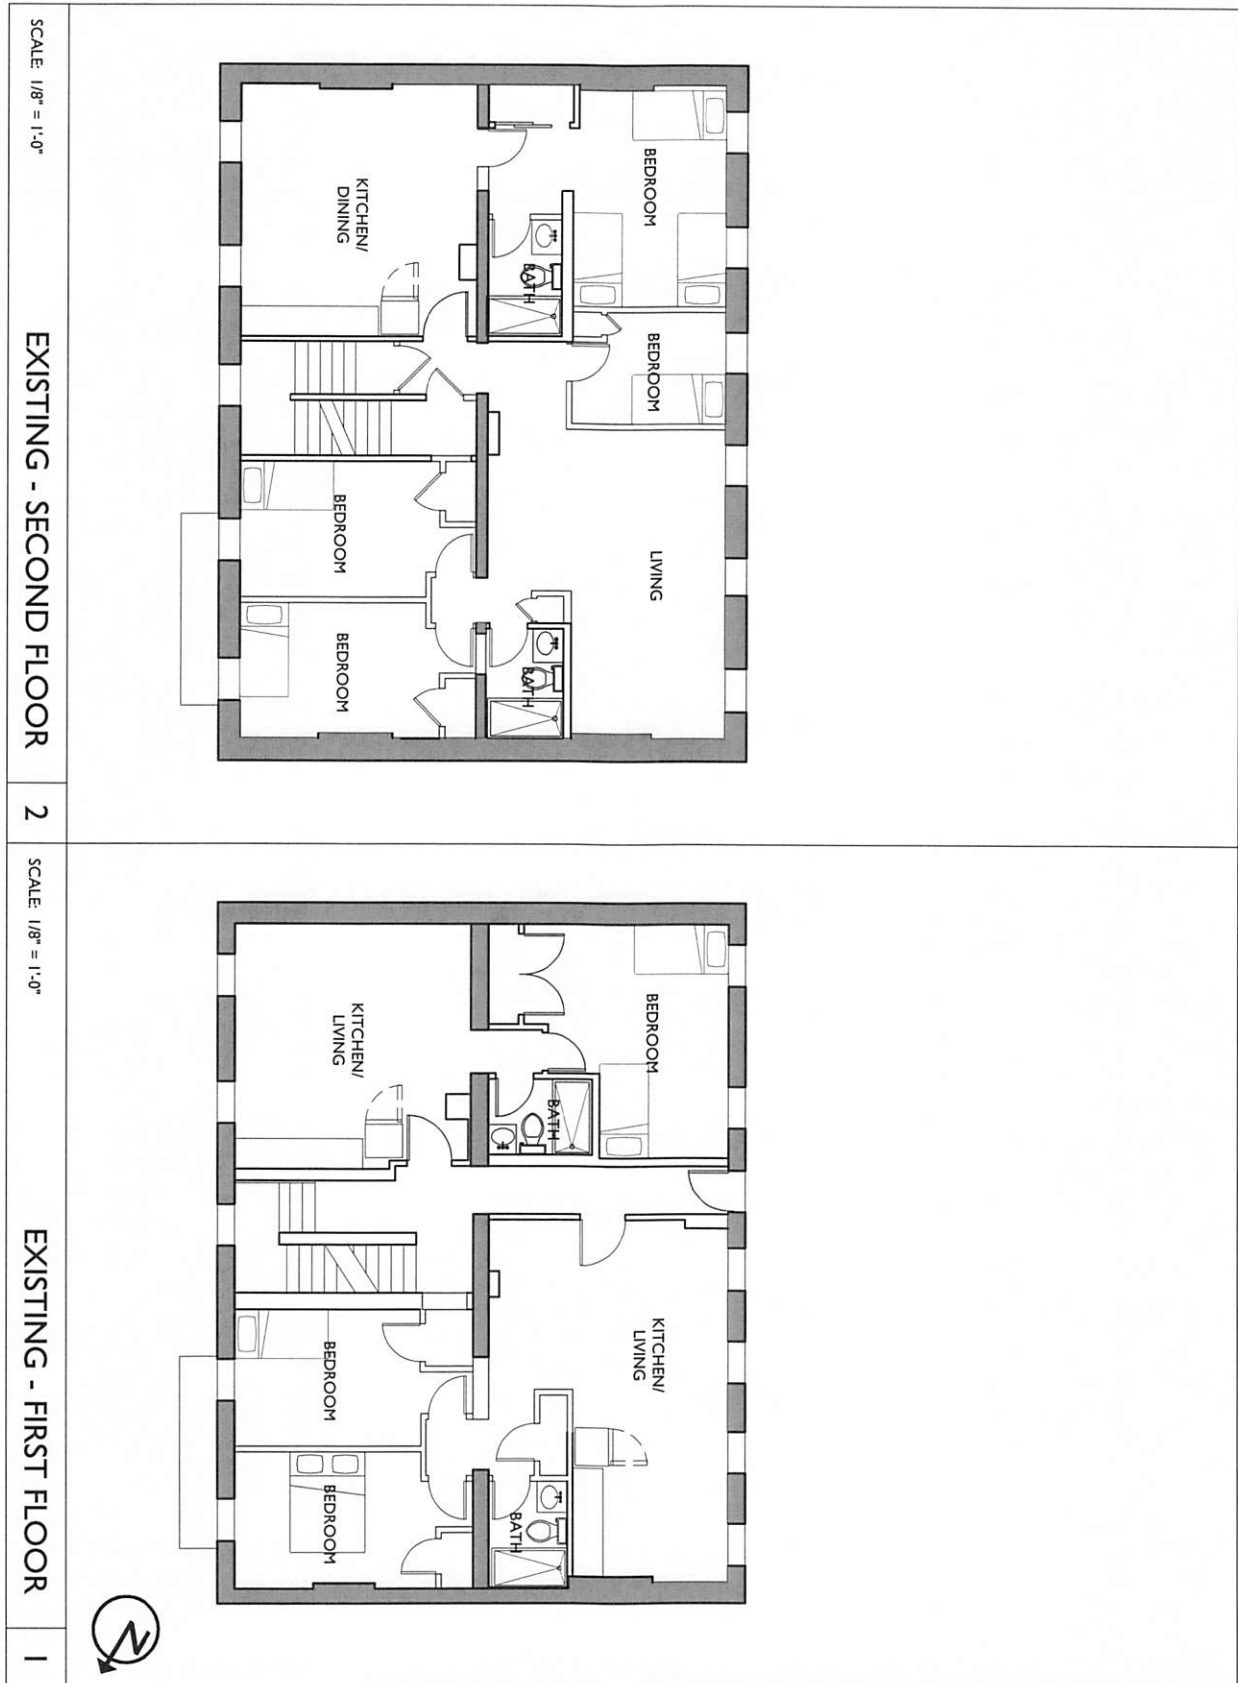 BEDROOM
KITCHEN/
DINING
BATH
BEDROOM
LIVING
BEDROOM
BEDROOM
BATH
EXISTING - SECOND FLOOR
2
SCALE: 1/8" = 1'-0"
BEDROOM
KITCHEN/
LIVING
BATH
KITCHEN/
LIVING
BEDROOM
BEDROOM
BATH
N
EXISTING - FIRST FLOOR
1
SCALE: 1/8" = 1'-0"